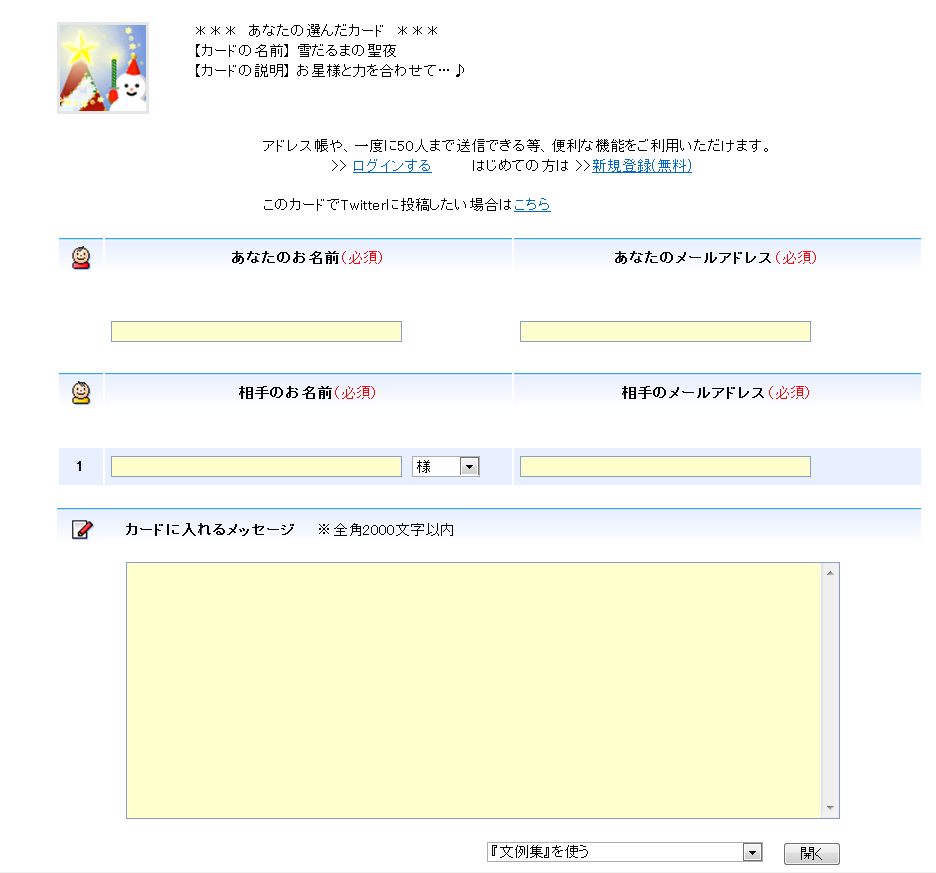 ＊＊＊ あなたの選んだカード ＊＊＊
【カードの名前】 雪だるまの聖夜
【カードの説明】 お星様と力を合わせて…♪
アドレス帳や、一度に50人まで送信できる等、便利な機能をご利用いただけます。
>> ログインする はじめての方は >>新規登録(無料)
このカードでTwitterに投稿したい場合はこちら
あなたのお名前(必須) あなたのメールアドレス(必須)
相手のお名前(必須) 相手のメールアドレス(必須)
1 様
カードに入れるメッセージ ※全角2000文字以内
『文例集』を使う 開く